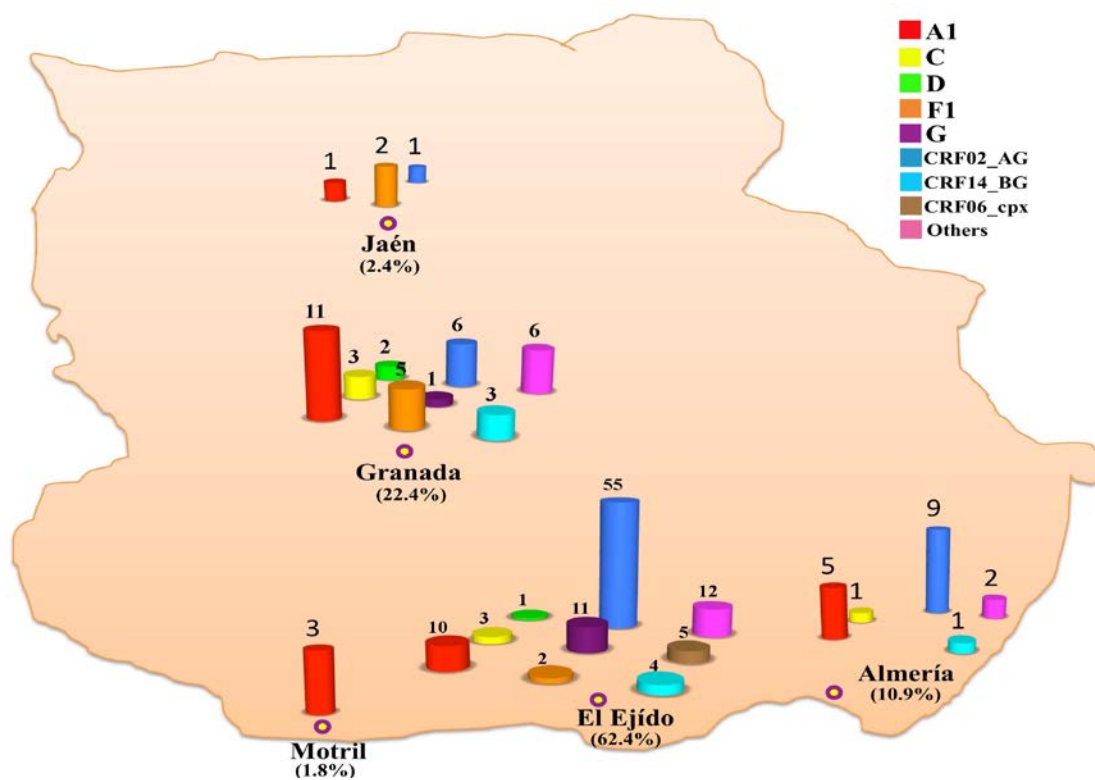 A1
C
D
F1
G
CRF02_AG
CRF14_BG
CRF06_cpx
Others
1
2
1
Jaén
(2.4%)
11
3
2
5
1
6
3
6
Granada
(22.4%)
3
Motril
(1.8%)
10
3
1
2
11
55
4
5
12
El Ejído
(62.4%)
5
1
9
1
2
Almería
(10.9%)